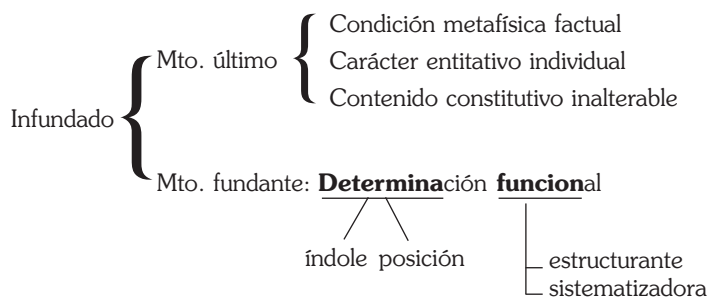 Condición metafísica factual
Mto. último
Carácter entitativo individual
Contenido constitutivo inalterable
Infundado
Mto. fundante: Determinación funcional
índole posición
estructurante
sistematizadora